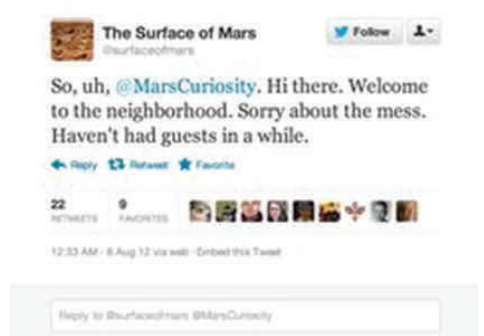 The Surface of Mars
Follow
@surfaceofmars
So, uh, @MarsCuriosity. Hi there. Welcome
to the neighborhood. Sorry about the mess.
Haven't had guests in a while.
Reply Retweet Favorite
22 9
RETWEETS FAVORITES
12:33 AM - 6 Aug 12 via web · Embed this Tweet
Reply to @surfaceofmars @MarsCuriosity